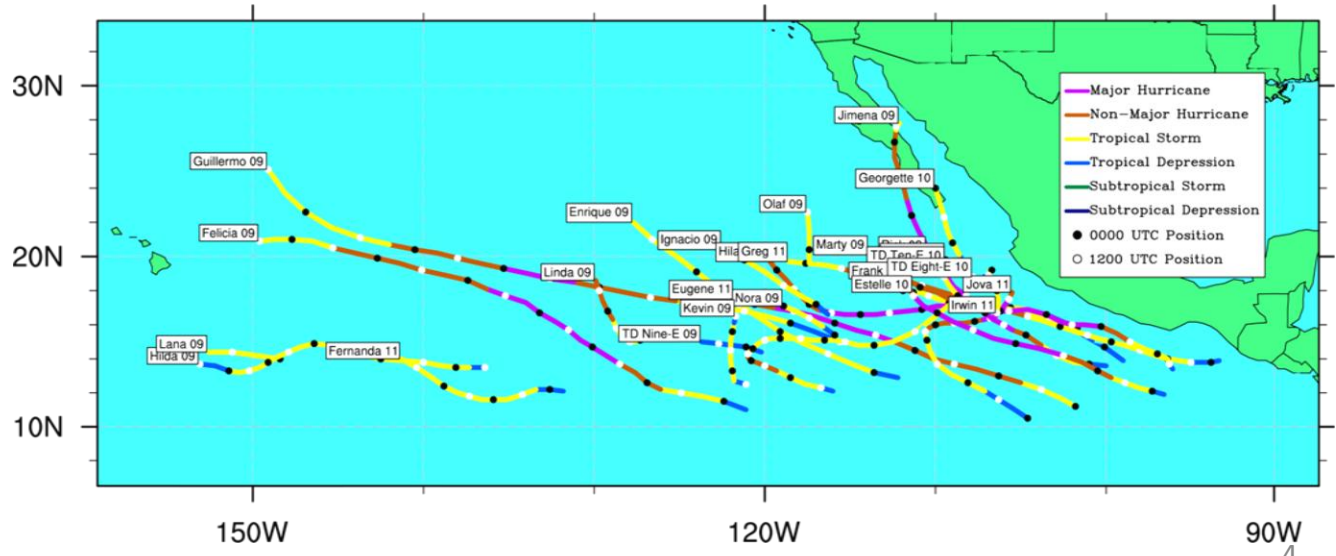 30N
20N
10N
150W
120W
90W
Guillermo 09
Felicia 09
Lana 09
Hilda 09
Fernanda 11
Linda 09
Enrique 09
Ignacio 09
TD Nine-E 09
Eugene 11
Kevin 09
Nora 09
Greg 11
Olaf 09
Marty 09
Jimena 09
Georgette 10
TD Ten-E 10
Frank
TD Eight-E 10
Estelle 10
Jova 11
Irwin 11
Major Hurricane
Non-Major Hurricane
Tropical Storm
Tropical Depression
Subtropical Storm
Subtropical Depression
0000 UTC Position
1200 UTC Position